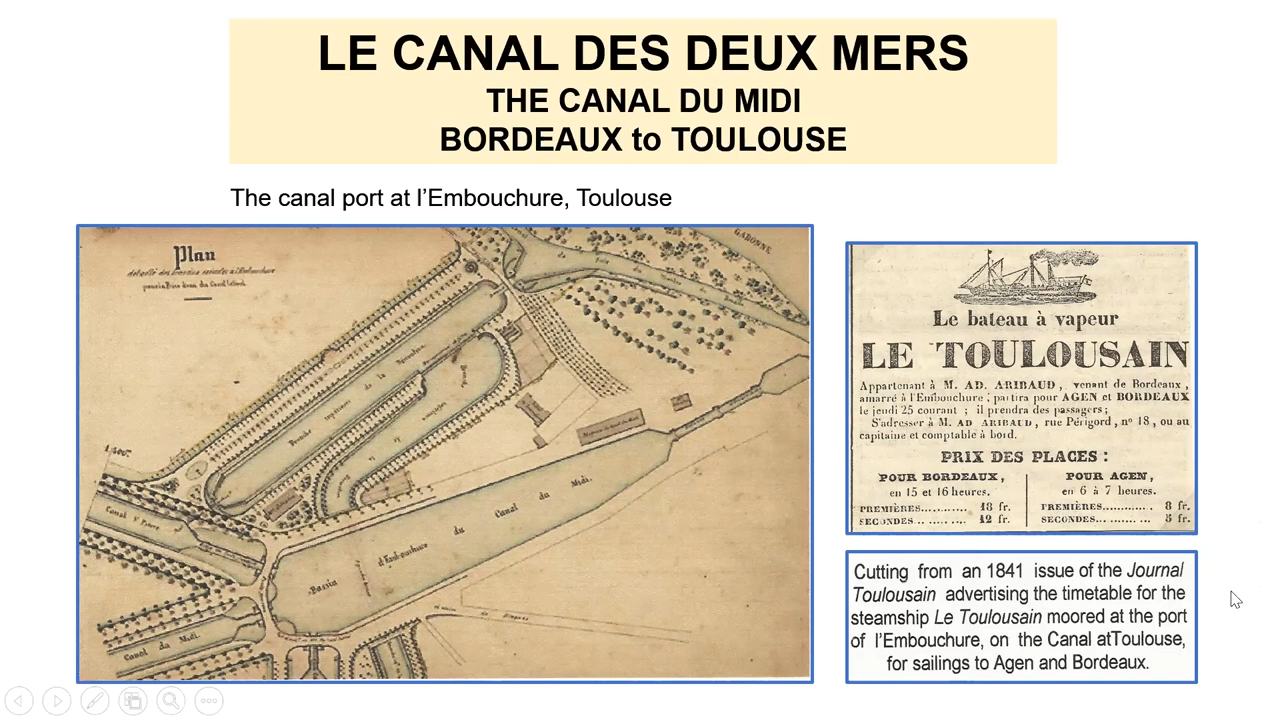 LE CANAL DES DEUX MERS
THE CANAL DU MIDI
BORDEAUX to TOULOUSE
The canal port at l’Embouchure, Toulouse
Plan
GARONNE
Canal St Pierre
Bassin d'Embouchure du Canal du Midi.
Canal du Midi.
Le bateau à vapeur
LE TOULOUSAIN
Appartenant à M. AD. ARIBAUD, venant de Bordeaux,
amarré à l'Embouchure; partira pour AGEN et BORDEAUX
le jeudi 25 courant ; il prendra des passagers;
S'adresser à M. AD ARIBAUD, rue Périgord, nº 18, ou au
capitaine et comptable à bord.
PRIX DES PLACES :
POUR BORDEAUX,
en 15 et 16 heures.
PREMIÈRES........... 18 fr.
SECONDES... ....... 12 fr.
POUR AGEN,
en 6 à 7 heures.
PREMIÈRES........... 8 fr.
SECONDES... ........ 5 fr.
Cutting from an 1841 issue of the Journal
Toulousain advertising the timetable for the
steamship Le Toulousain moored at the port
of l’Embouchure, on the Canal atToulouse,
for sailings to Agen and Bordeaux.